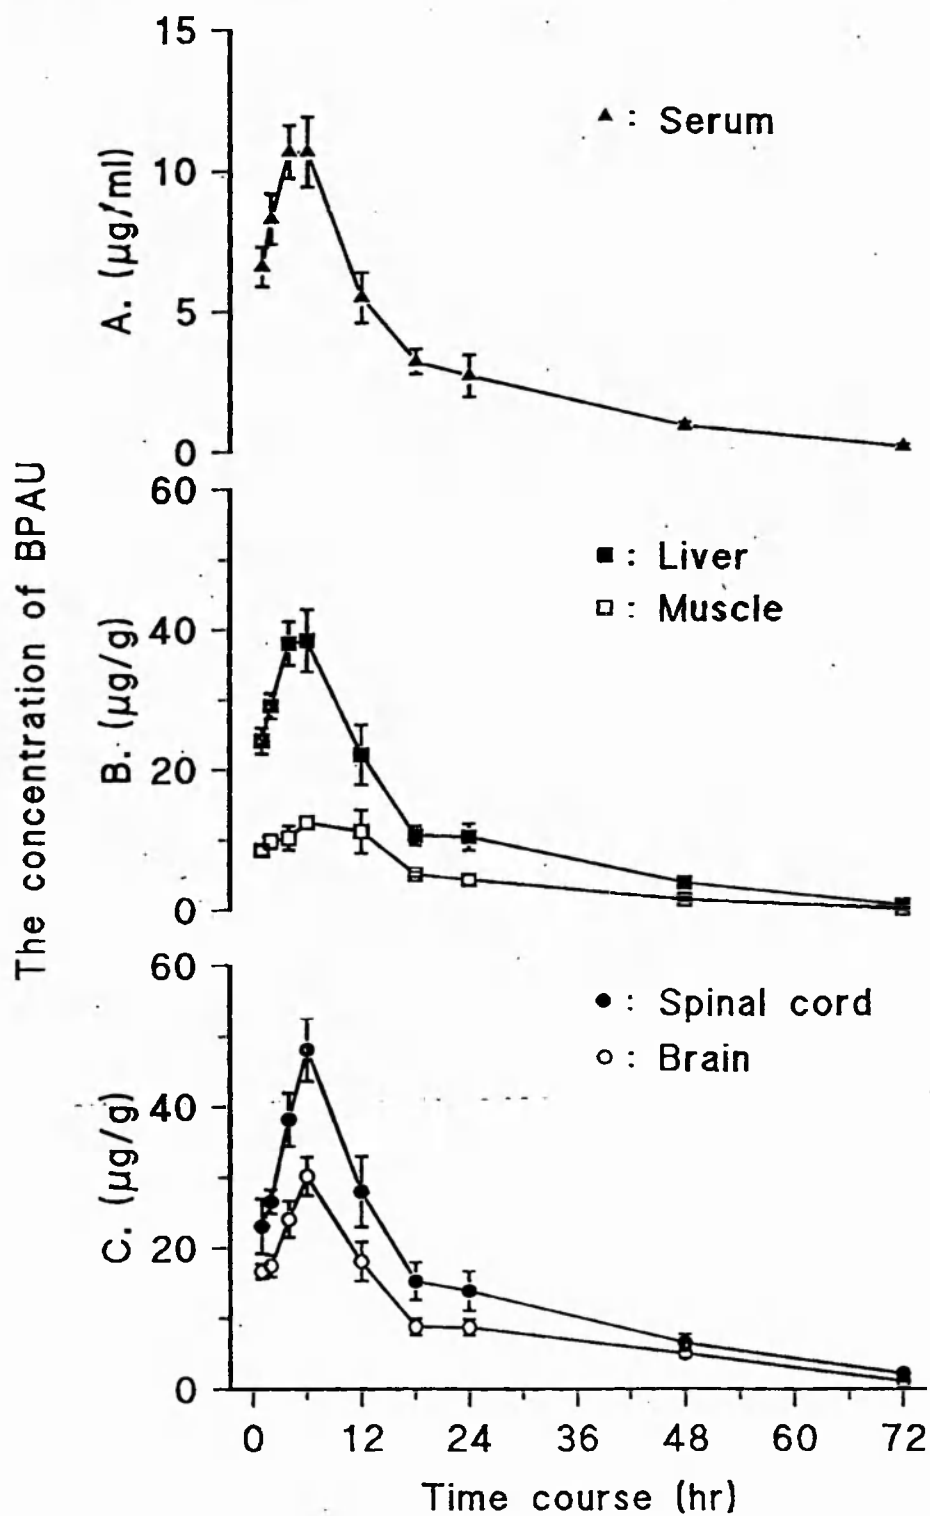 The concentration of BPAU
A. (μg/ml)
15
10
5
0
▲: Serum
B. (μg/g)
60
40
20
0
■: Liver
□: Muscle
C. (μg/g)
60
40
20
0
●: Spinal cord
○: Brain
0 12 24 36 48 60 72
Time course (hr)